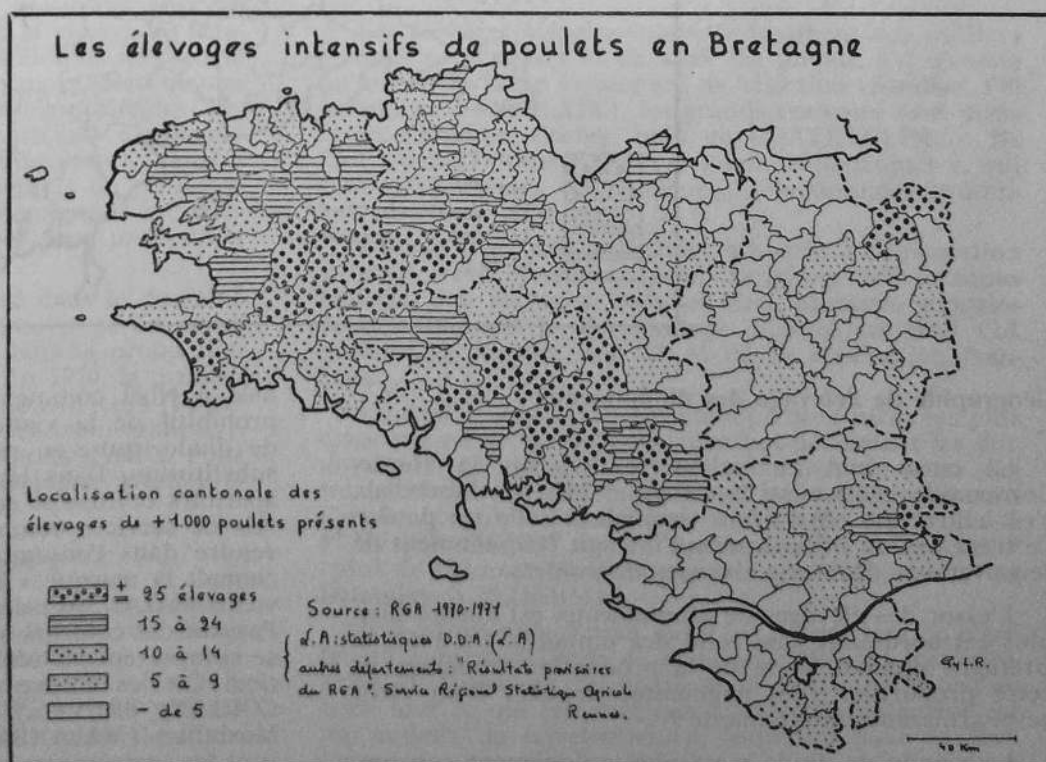 Les élevages intensifs de poulets en Bretagne
Localisation cantonale des
élevages de +1.000 poulets présents
± 25 élevages
15 à 24
10 à 14
5 à 9
- de 5
Source : RGA 1970-1971
(L.A: statistiques D.D.A. (L.A)
autres départements : "Résultats provisoires
du RGA". Service Régional Statistique Agricole
Rennes.
40 Km